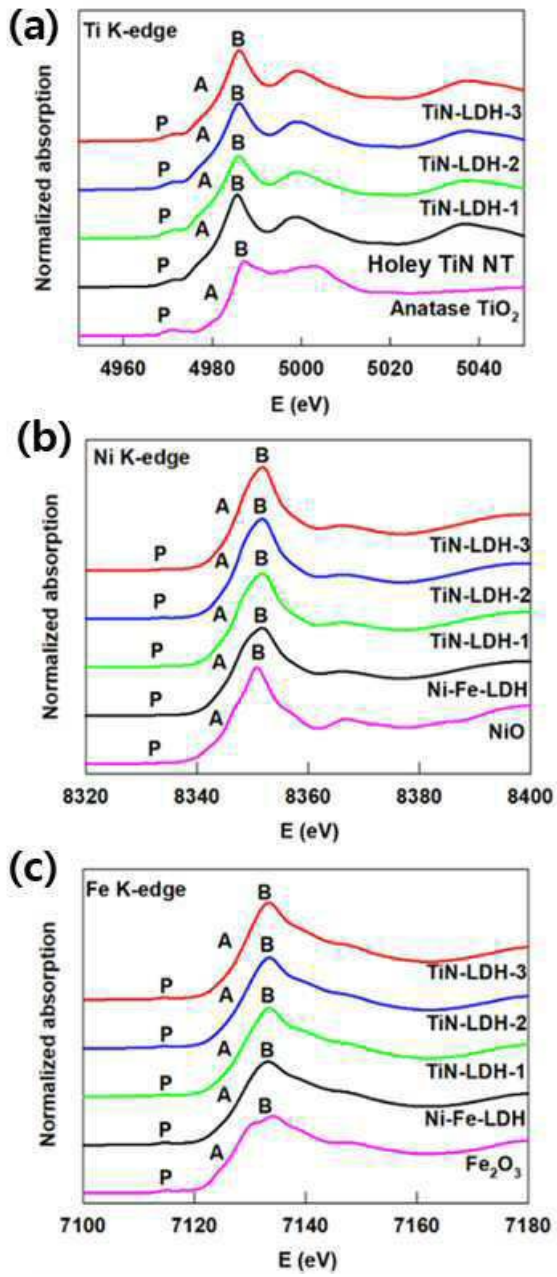 (a)
Ti K-edge
B
A
P
TiN-LDH-3
B
A
P
TiN-LDH-2
B
A
P
TiN-LDH-1
B
A
P
Holey TiN NT
B
A
P
Anatase TiO₂
Normalized absorption
4960 4980 5000 5020 5040
E (eV)
(b)
Ni K-edge
B
A
P
TiN-LDH-3
B
A
P
TiN-LDH-2
B
A
P
TiN-LDH-1
B
A
P
Ni-Fe-LDH
B
A
P
NiO
Normalized absorption
8320 8340 8360 8380 8400
E (eV)
(c)
Fe K-edge
B
A
P
TiN-LDH-3
B
A
P
TiN-LDH-2
B
A
P
TiN-LDH-1
B
A
P
Ni-Fe-LDH
B
A
P
Fe₂O₃
Normalized absorption
7100 7120 7140 7160 7180
E (eV)